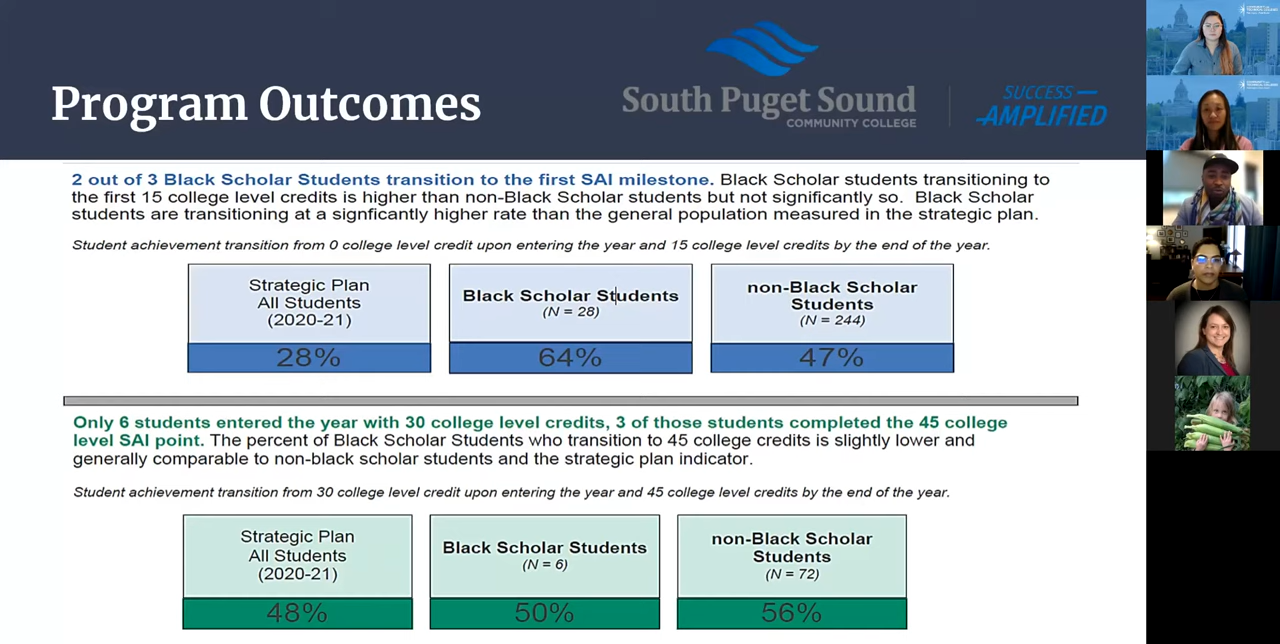 Program Outcomes
South Puget Sound
COMMUNITY COLLEGE
SUCCESS
AMPLIFIED
2 out of 3 Black Scholar Students transition to the first SAI milestone. Black Scholar students transitioning to
the first 15 college level credits is higher than non-Black Scholar students but not significantly so. Black Scholar
students are transitioning at a signficantly higher rate than the general population measured in the strategic plan.
Student achievement transition from 0 college level credit upon entering the year and 15 college level credits by the end of the year.
Strategic Plan
All Students
(2020-21)
28%
Black Scholar Students
(N = 28)
64%
non-Black Scholar
Students
(N = 244)
47%
Only 6 students entered the year with 30 college level credits, 3 of those students completed the 45 college
level SAI point. The percent of Black Scholar Students who transition to 45 college credits is slightly lower and
generally comparable to non-black scholar students and the strategic plan indicator.
Student achievement transition from 30 college level credit upon entering the year and 45 college level credits by the end of the year.
Strategic Plan
All Students
(2020-21)
48%
Black Scholar Students
(N = 6)
50%
non-Black Scholar
Students
(N = 72)
56%